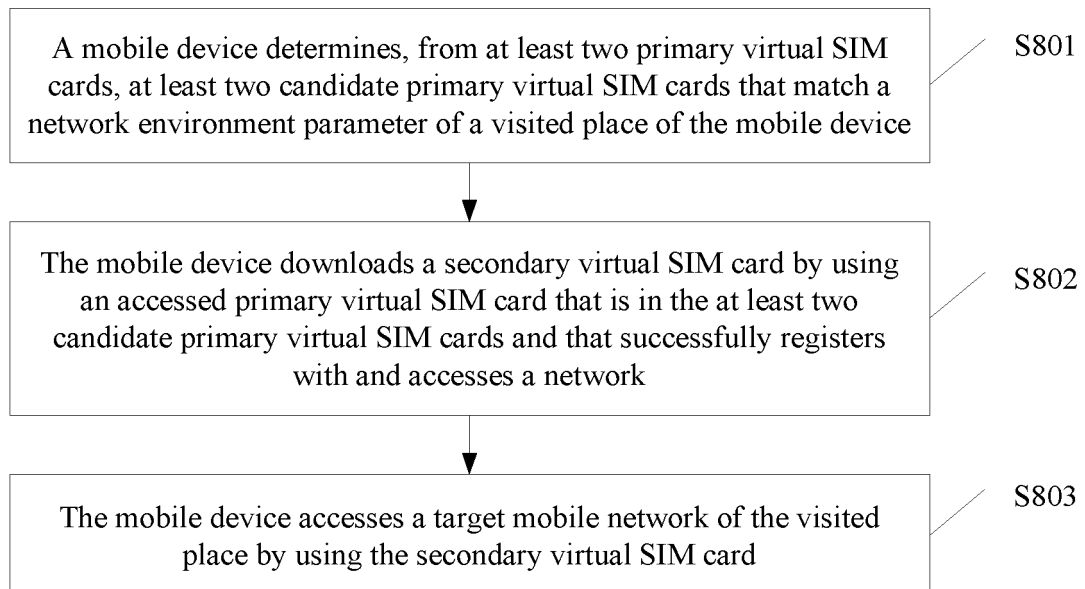 A mobile device determines, from at least two primary virtual SIM
cards, at least two candidate primary virtual SIM cards that match a
network environment parameter of a visited place of the mobile device
S801
The mobile device downloads a secondary virtual SIM card by using
an accessed primary virtual SIM card that is in the at least two
candidate primary virtual SIM cards and that successfully registers
with and accesses a network
S802
The mobile device accesses a target mobile network of the visited
place by using the secondary virtual SIM card
S803